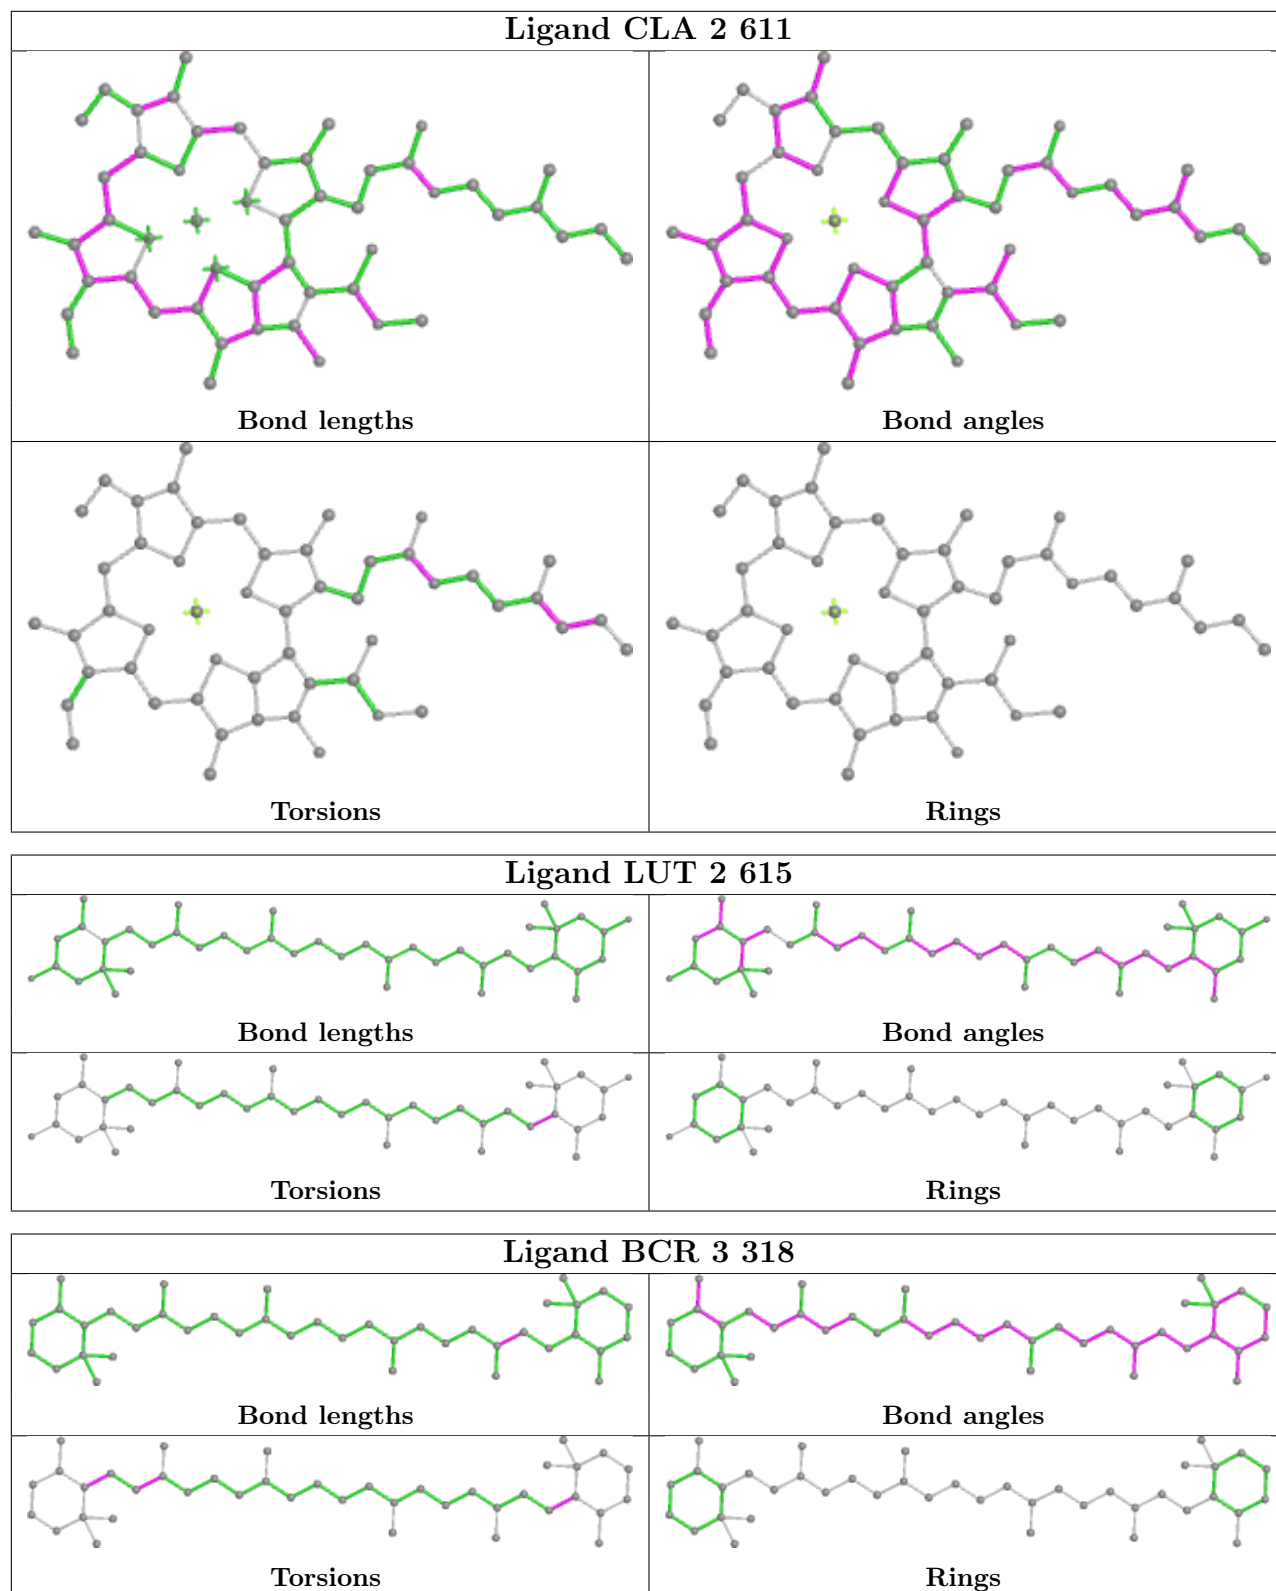 Ligand CLA 2 611
Bond lengths
Bond angles
Torsions
Rings
Ligand LUT 2 615
Bond lengths
Bond angles
Torsions
Rings
Ligand BCR 3 318
Bond lengths
Bond angles
Torsions
Rings